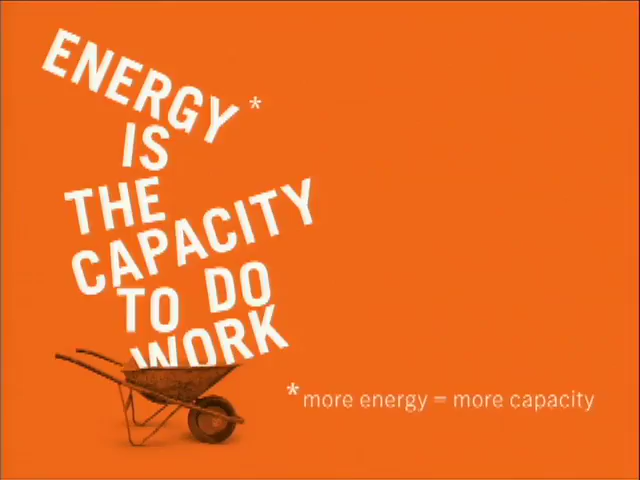 ENERGY*
IS
THE
CAPACITY
TO DO
WORK
*more energy = more capacity